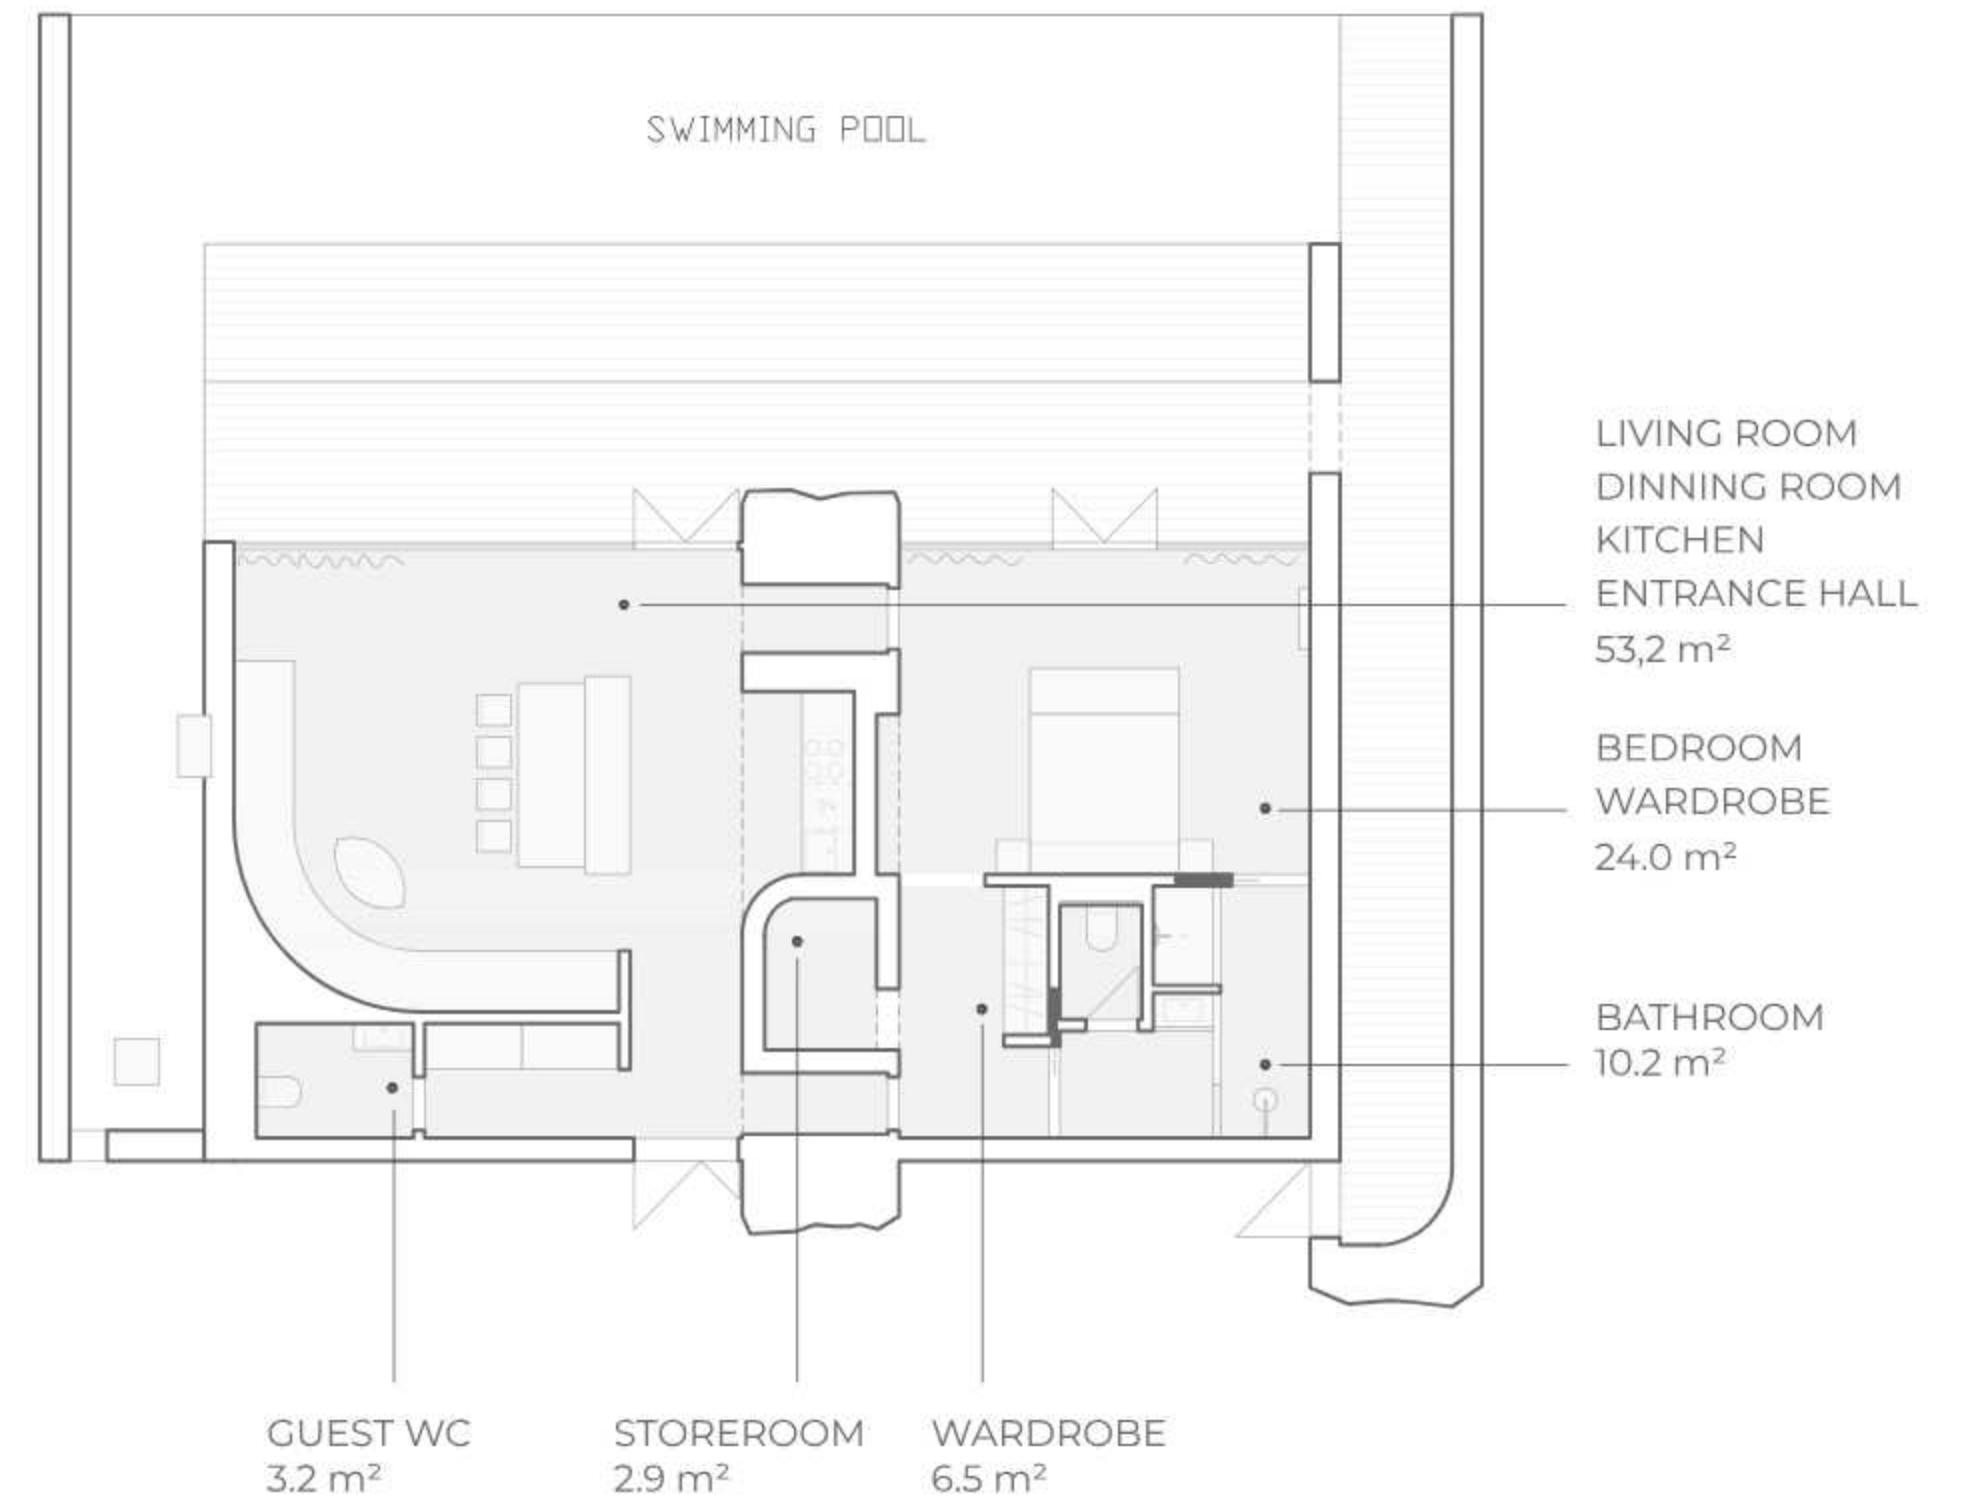 SWIMMING POOL
LIVING ROOM
DINNING ROOM
KITCHEN
ENTRANCE HALL
53,2 m²
BEDROOM
WARDROBE
24.0 m²
BATHROOM
10.2 m²
GUEST WC
3.2 m²
STOREROOM
2.9 m²
WARDROBE
6.5 m²